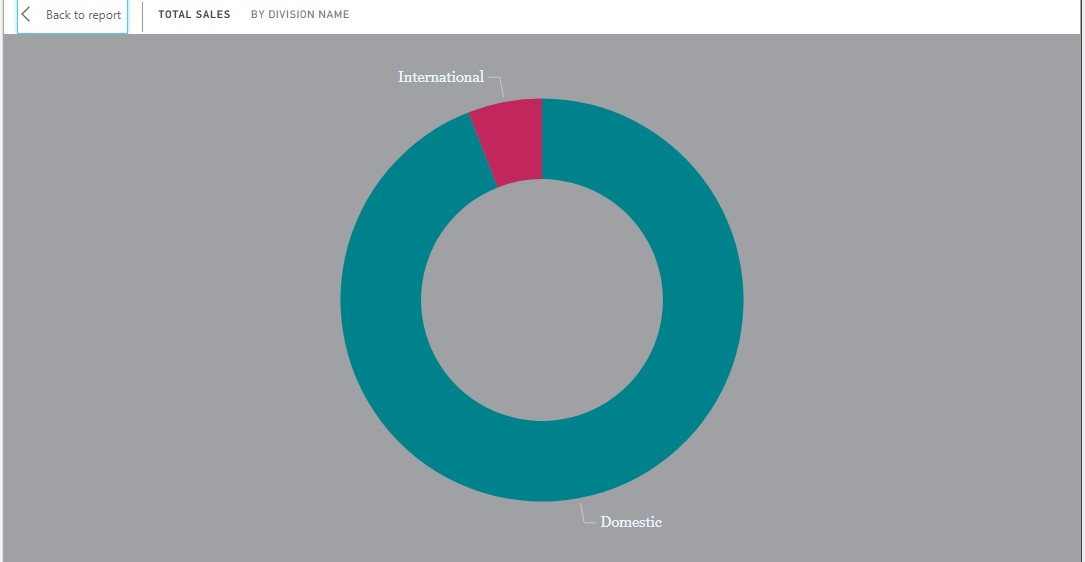 Back to report
TOTAL SALES BY DIVISION NAME
International
Domestic